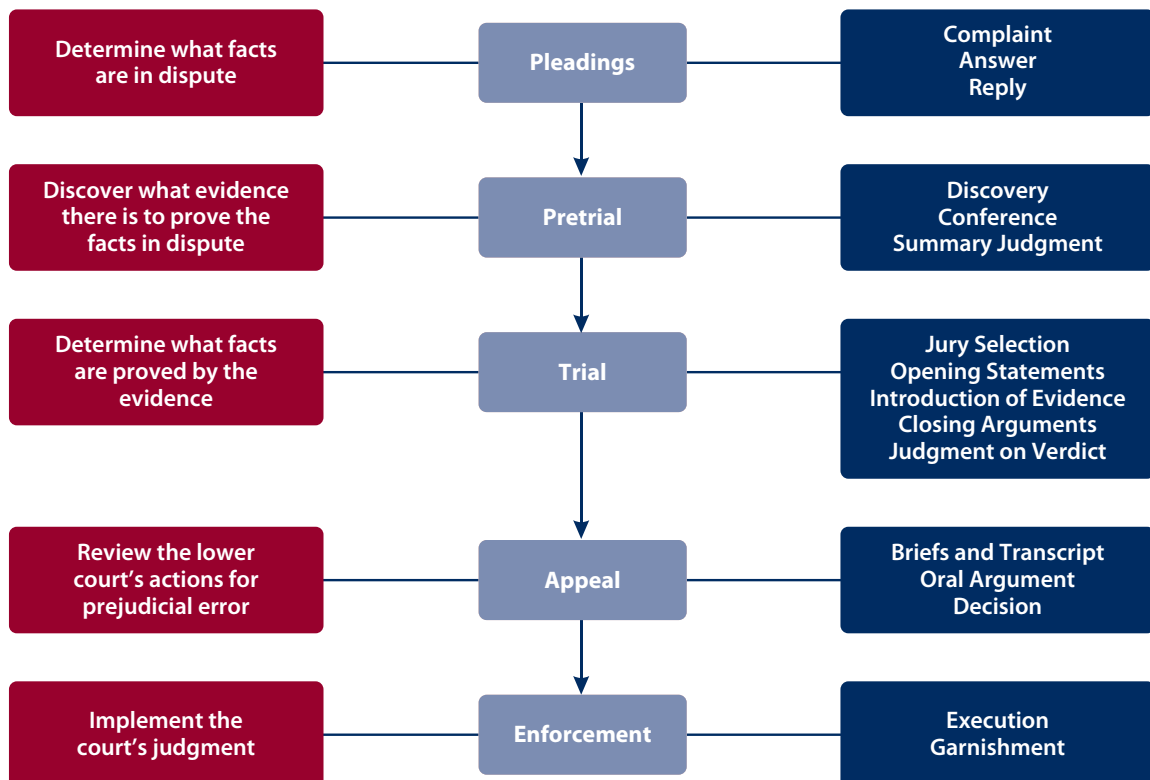 Determine what facts
are in dispute
Pleadings
Complaint
Answer
Reply
Discover what evidence
there is to prove the
facts in dispute
Pretrial
Discovery
Conference
Summary Judgment
Determine what facts
are proved by the
evidence
Trial
Jury Selection
Opening Statements
Introduction of Evidence
Closing Arguments
Judgment on Verdict
Review the lower
court’s actions for
prejudicial error
Appeal
Briefs and Transcript
Oral Argument
Decision
Implement the
court’s judgment
Enforcement
Execution
Garnishment